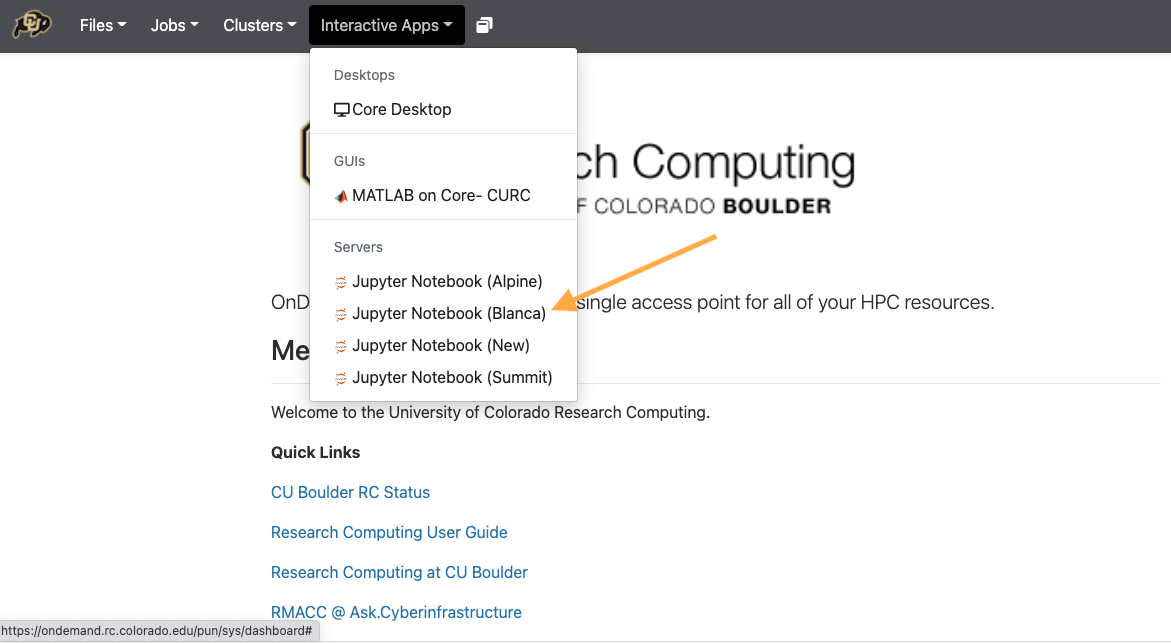 Files Jobs Clusters Interactive Apps
Desktops
Core Desktop
GUIs
MATLAB on Core- CURC
Servers
Jupyter Notebook (Alpine)
Jupyter Notebook (Blanca)
Jupyter Notebook (New)
Jupyter Notebook (Summit)
ch Computing
F COLORADO BOULDER
OnD single access point for all of your HPC resources.
Me
Welcome to the University of Colorado Research Computing.
Quick Links
CU Boulder RC Status
Research Computing User Guide
Research Computing at CU Boulder
RMACC @ Ask.Cyberinfrastructure
https://ondemand.rc.colorado.edu/pun/sys/dashboard#